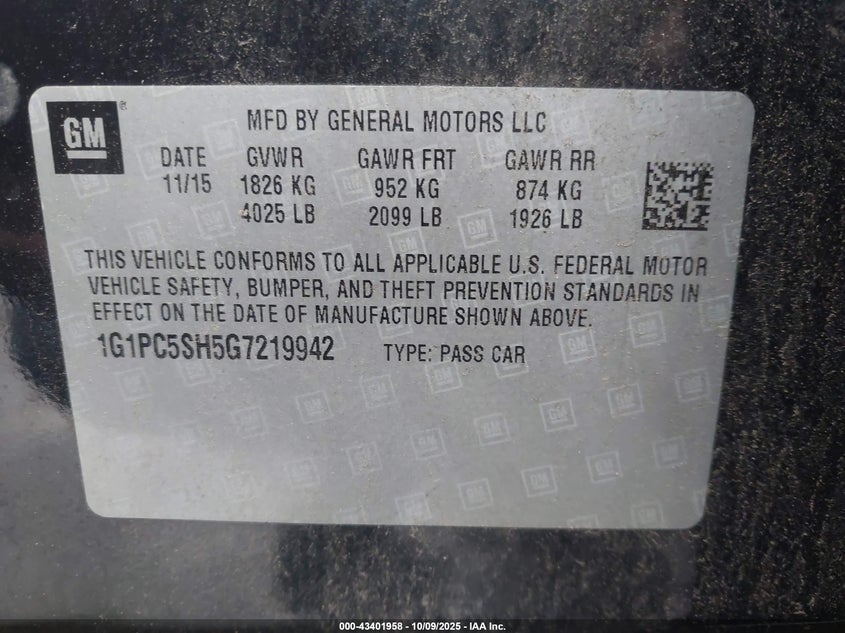 GM ®
MFD BY GENERAL MOTORS LLC
DATE GVWR GAWR FRT GAWR RR
11/15 1826 KG 952 KG 874 KG
4025 LB 2099 LB 1926 LB
THIS VEHICLE CONFORMS TO ALL APPLICABLE U.S. FEDERAL MOTOR
VEHICLE SAFETY, BUMPER, AND THEFT PREVENTION STANDARDS IN
EFFECT ON THE DATE OF MANUFACTURE SHOWN ABOVE.
1G1PC5SH5G7219942 TYPE: PASS CAR
000-43401958 - 10/09/2025 - IAA Inc.